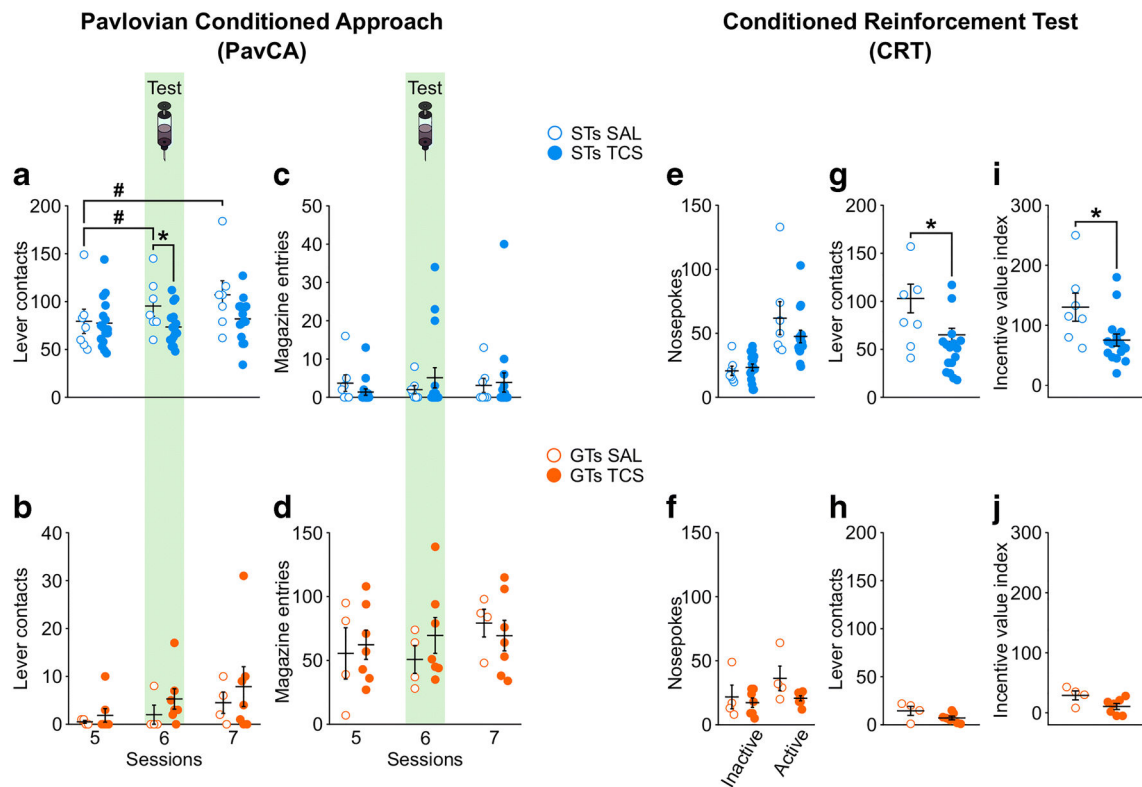 Pavlovian Conditioned Approach
(PavCA)
Conditioned Reinforcement Test
(CRT)
Test
Test
STs SAL
STs TCS
a
Lever contacts
200
150
100
50
0
#
#
*
c
Magazine entries
50
40
30
20
10
0
e
Nosepokes
150
100
50
0
g
Lever contacts
200
150
100
50
0
*
i
Incentive value index
300
200
100
0
*
GTs SAL
GTs TCS
b
Lever contacts
40
30
20
10
0
5 6 7
Sessions
d
Magazine entries
150
100
50
0
5 6 7
Sessions
f
Nosepokes
150
100
50
0
Inactive
Active
h
Lever contacts
200
150
100
50
0
j
Incentive value index
300
200
100
0